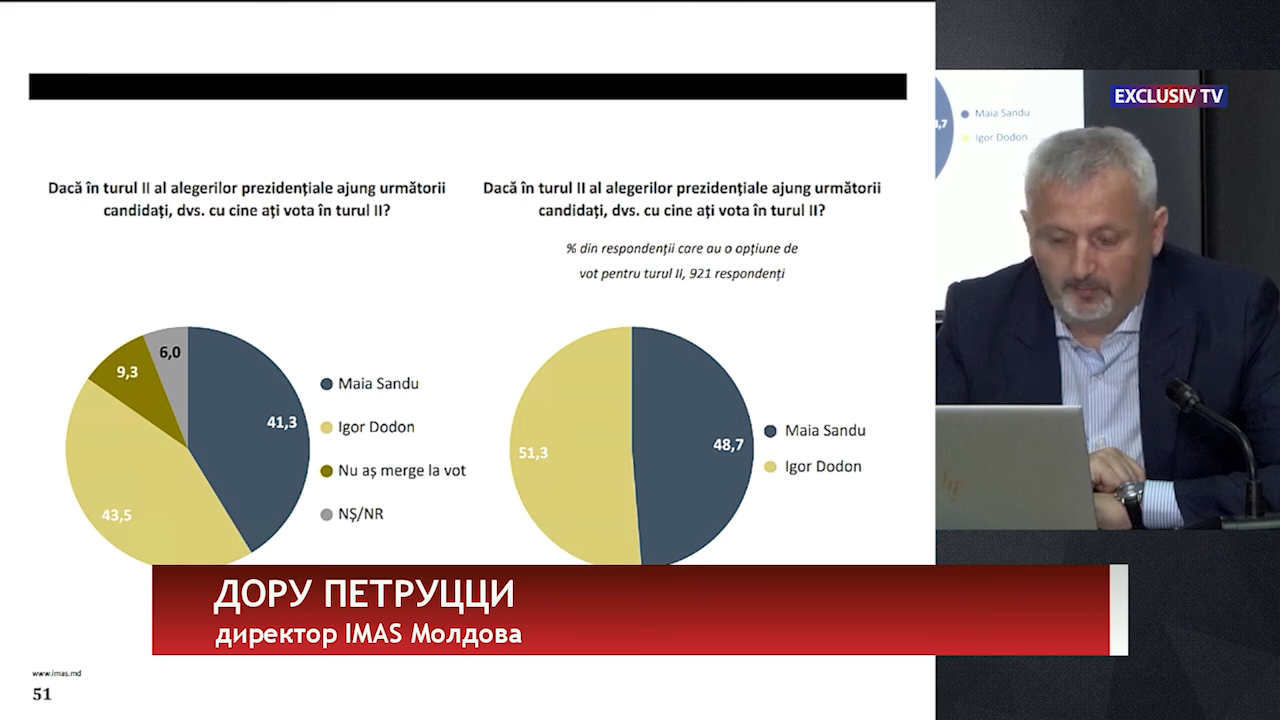 Dacă în turul II al alegerilor prezidențiale ajung următorii
candidați, dvs. cu cine ați vota în turul II?
6,0
9,3
41,3
43,5
Maia Sandu
Igor Dodon
Nu aș merge la vot
NȘ/NR
Dacă în turul II al alegerilor prezidențiale ajung următorii
candidați, dvs. cu cine ați vota în turul II?
% din respondenții care au o opțiune de
vot pentru turul II, 921 respondenți
51,3
48,7
Maia Sandu
Igor Dodon
EXCLUSIV TV
,7
Maia Sandu
Igor Dodon
hp
ДОРУ ПЕТРУЦЦИ
директор IMAS Молдова
www.imas.md
51